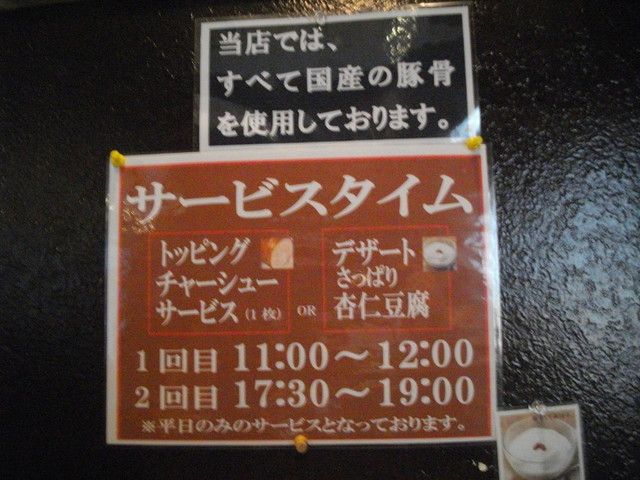 当店では、
すべて国産の豚骨
を使用しております。
サービスタイム
トッピング
チャーシュー
サービス(1枚)
OR
デザート
さっぱり
杏仁豆腐
1回目 11:00～12:00
2回目 17:30～19:00
※平日のみのサービスとなっております。